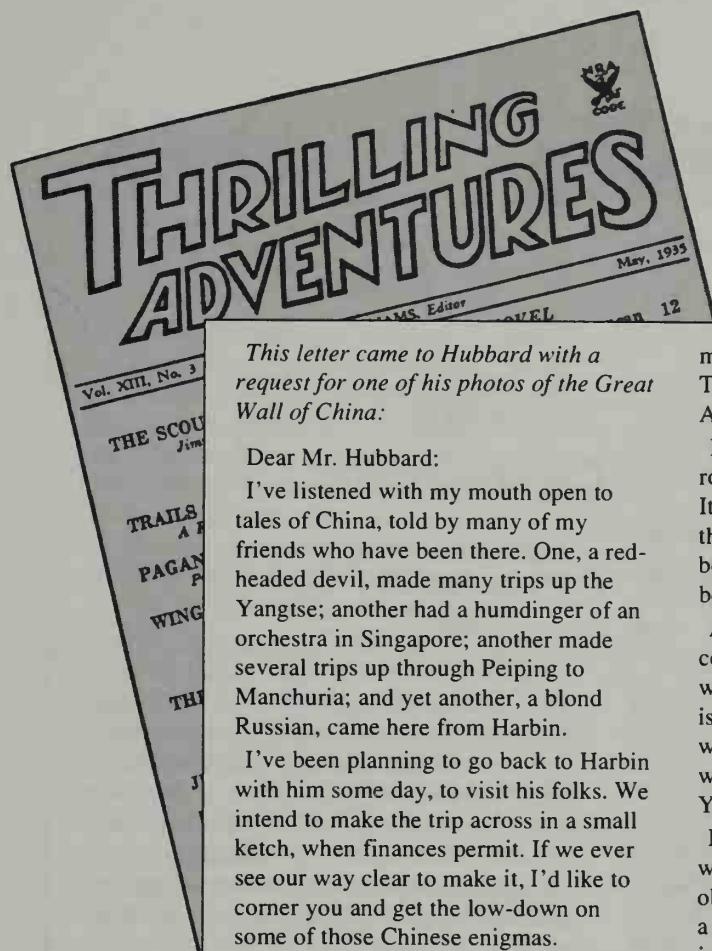 NRA
CODE
THRILLING
ADVENTURES
Editor
May, 1935
Vol. XIII, No. 3
12
THE
TRAILS
A
This letter came to Hubbard with a
request for one of his photos of the Great
Wall of China:
Dear Mr. Hubbard:
I've listened with my mouth open to
tales of China, told by many of my
friends who have been there. One, a red-
headed devil, made many trips up the
Yangtse; another had a humdinger of an
orchestra in Singapore; another made
several trips up through Peiping to
Manchuria; and yet another, a blond
Russian, came here from Harbin.
I've been planning to go back to Harbin
with him some day, to visit his folks. We
intend to make the trip across in a small
ketch, when finances permit. If we ever
see our way clear to make it, I'd like to
corner you and get the low-down on
some of those Chinese enigmas.